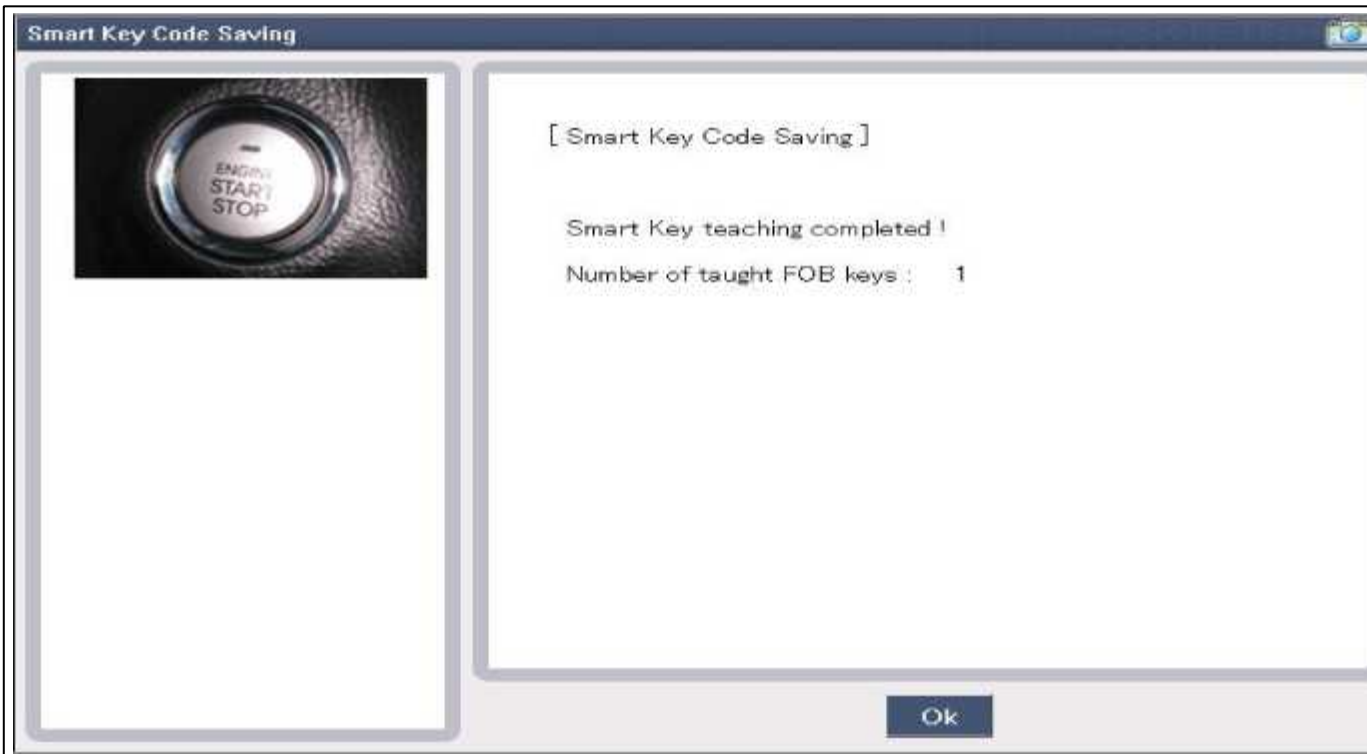 Smart Key Code Saving
ENGINE
START
STOP
[ Smart Key Code Saving ]
Smart Key teaching completed !
Number of taught FOB keys : 1
Ok